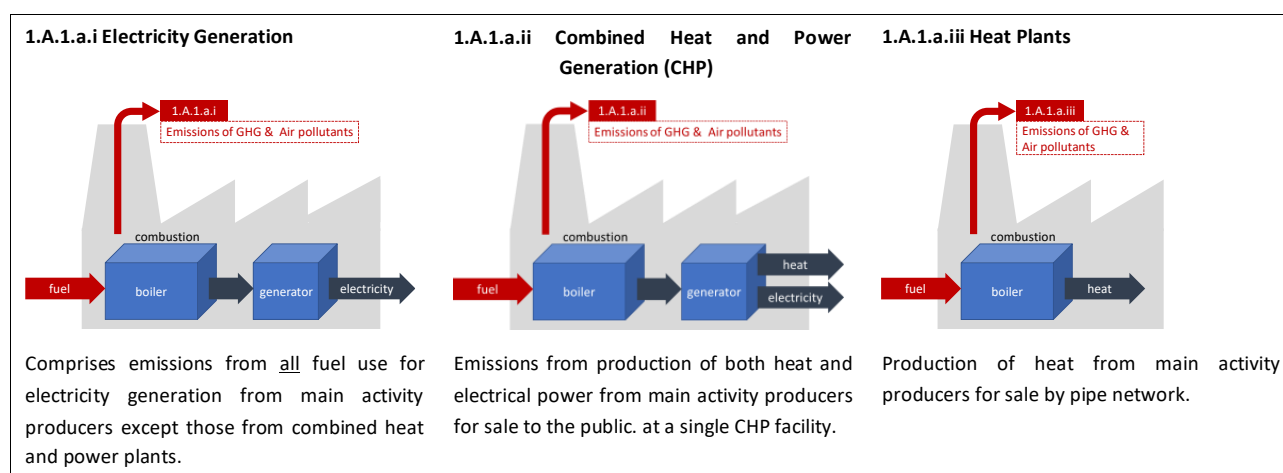 1.A.1.a.i Electricity Generation
1.A.1.a.i
Emissions of GHG & Air pollutants
combustion
fuel
boiler
generator
electricity
Comprises emissions from all fuel use for
electricity generation from main activity
producers except those from combined heat
and power plants.
1.A.1.a.ii Combined Heat and Power
Generation (CHP)
1.A.1.a.ii
Emissions of GHG & Air pollutants
combustion
fuel
boiler
generator
heat
electricity
Emissions from production of both heat and
electrical power from main activity producers
for sale to the public. at a single CHP facility.
1.A.1.a.iii Heat Plants
1.A.1.a.iii
Emissions of GHG &
Air pollutants
combustion
fuel
boiler
heat
Production of heat from main activity
producers for sale by pipe network.